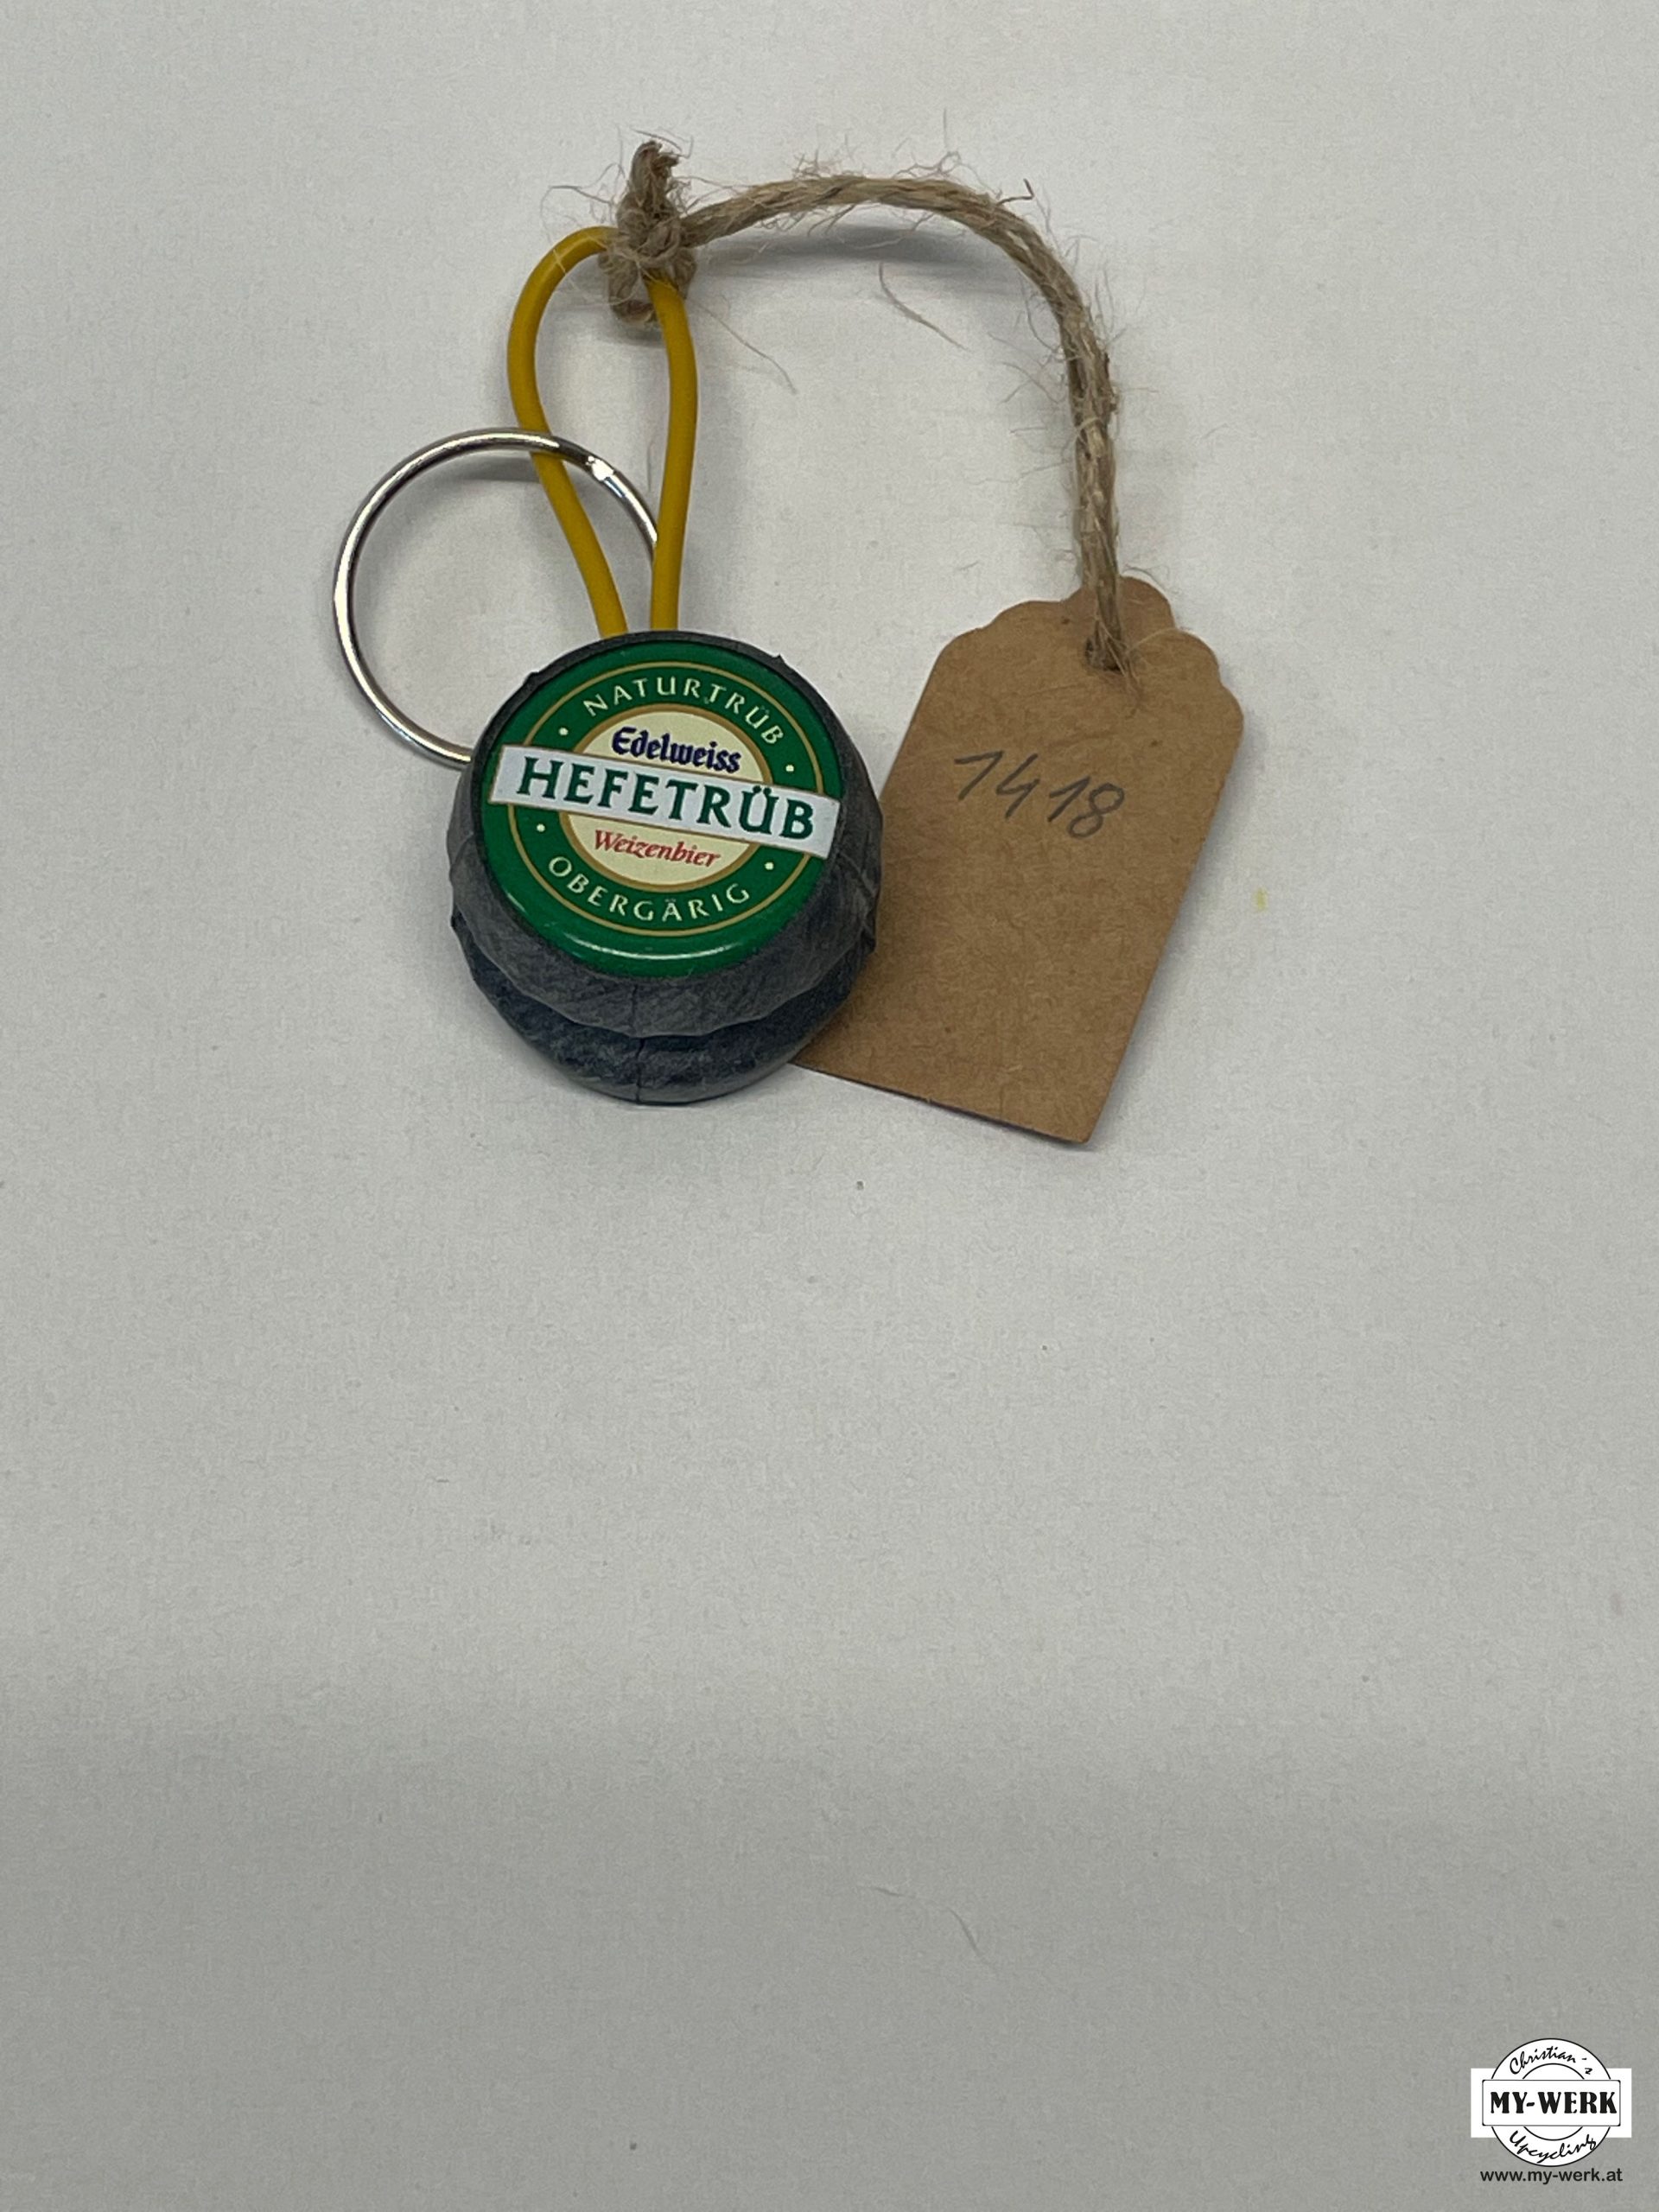 NATURTRÜB
Edelweiss
HEFETRÜB
Weizenbier
OBERGÄRIG
1418
Christian´s
MY-WERK
Upcycling
www.my-werk.at